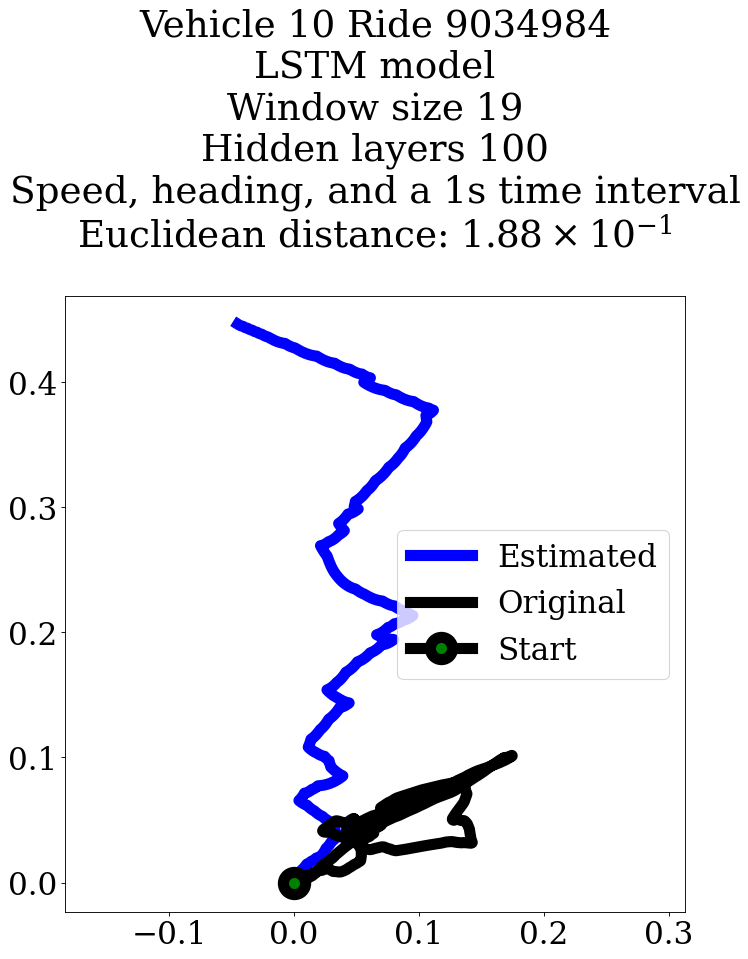 Vehicle 10 Ride 9034984
LSTM model
Window size 19
Hidden layers 100
Speed, heading, and a 1s time interval
Euclidean distance: 1.88 × 10⁻¹
0.4
0.3
Estimated
Original
0.2
Start
0.1
0.0
−0.1 0.0 0.1 0.2 0.3